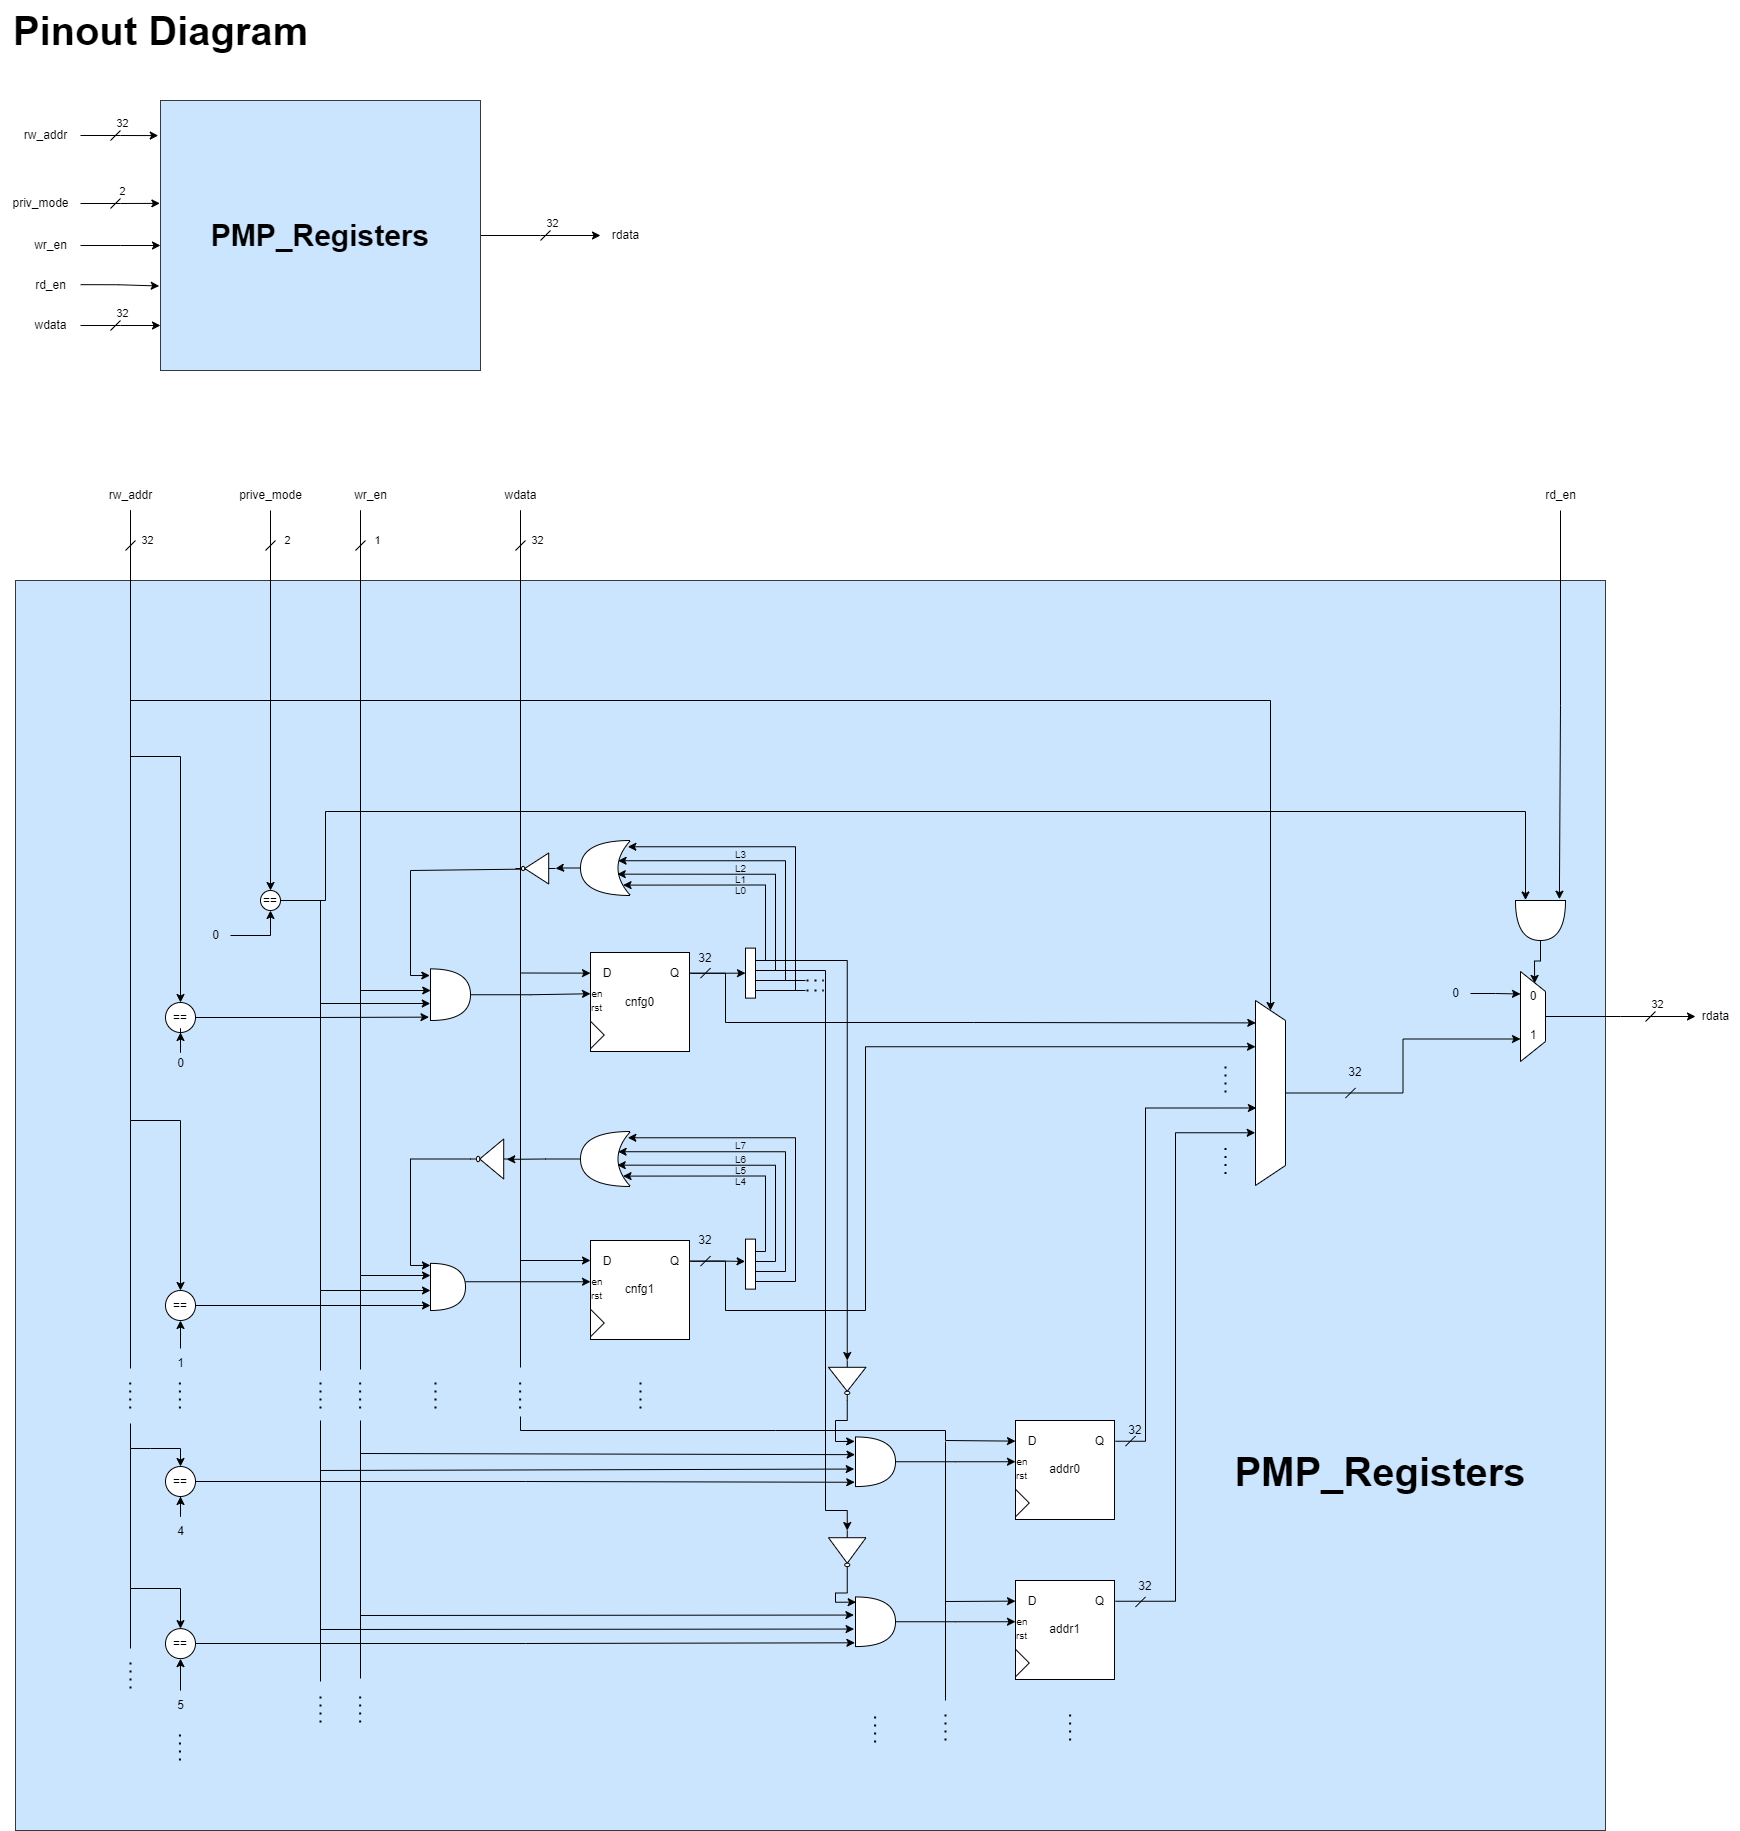 Pinout Diagram
32
rw_addr
2
priv_mode
wr_en
rd_en
32
wdata
PMP_Registers
32
rdata
rw_addr
prive_mode
wr_en
wdata
rd_en
32
2
1
32
L3
L2
L1
L0
==
0
32
D
Q
en
rst
cnfg0
==
0
0
0
1
32
rdata
32
L7
L6
L5
L4
32
D
Q
en
rst
cnfg1
==
1
32
D
Q
en
rst
addr0
==
4
PMP_Registers
32
D
Q
en
rst
addr1
==
5